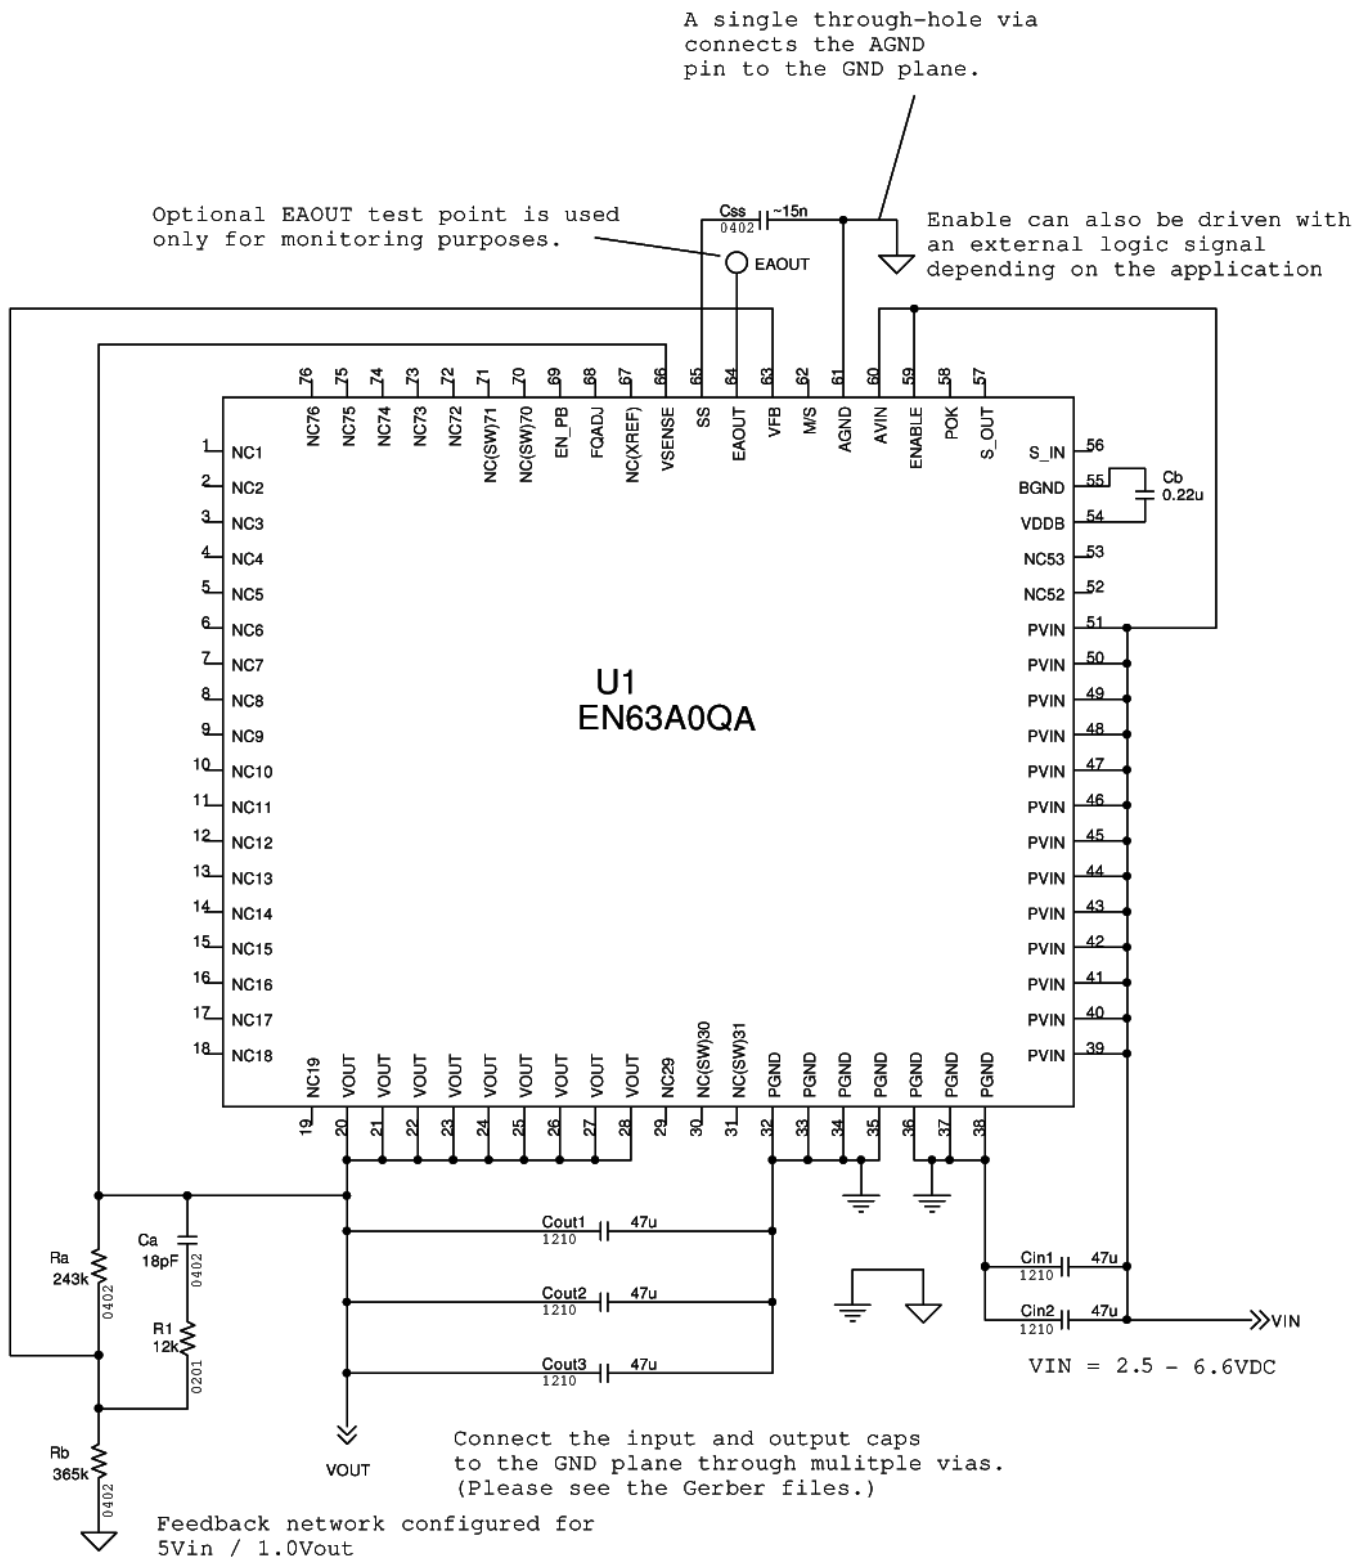 A single through-hole via
connects the AGND
pin to the GND plane.
Optional EAOUT test point is used
only for monitoring purposes.
Css
0402
~15n
EAOUT
Enable can also be driven with
an external logic signal
depending on the application
76
75
74
73
72
71
70
69
68
67
66
65
64
63
62
61
60
59
58
57
NC76
NC75
NC74
NC73
NC72
NC(SW)71
NC(SW)70
EN_PB
FQADJ
NC(XREF)
VSENSE
SS
EAOUT
VFB
M/S
AGND
AVIN
ENABLE
POK
S_OUT
1 NC1
2 NC2
3 NC3
4 NC4
5 NC5
6 NC6
7 NC7
8 NC8
9 NC9
10 NC10
11 NC11
12 NC12
13 NC13
14 NC14
15 NC15
16 NC16
17 NC17
18 NC18
U1
EN63A0QA
S_IN 56
BGND 55
VDDB 54
NC53 53
NC52 52
PVIN 51
PVIN 50
PVIN 49
PVIN 48
PVIN 47
PVIN 46
PVIN 45
PVIN 44
PVIN 43
PVIN 42
PVIN 41
PVIN 40
PVIN 39
Cb
0.22u
NC19
VOUT
VOUT
VOUT
VOUT
VOUT
VOUT
VOUT
VOUT
VOUT
NC29
NC(SW)30
NC(SW)31
PGND
PGND
PGND
PGND
PGND
PGND
PGND
19
20
21
22
23
24
25
26
27
28
29
30
31
32
33
34
35
36
37
38
Ra
243k
0402
Ca
18pF
0402
R1
12k
0201
Rb
365k
0402
Cout1 47u
1210
Cout2 47u
1210
Cout3 47u
1210
Cin1 47u
1210
Cin2 47u
1210
VIN
VIN = 2.5 - 6.6VDC
VOUT
Connect the input and output caps
to the GND plane through mulitple vias.
(Please see the Gerber files.)
Feedback network configured for
5Vin / 1.0Vout